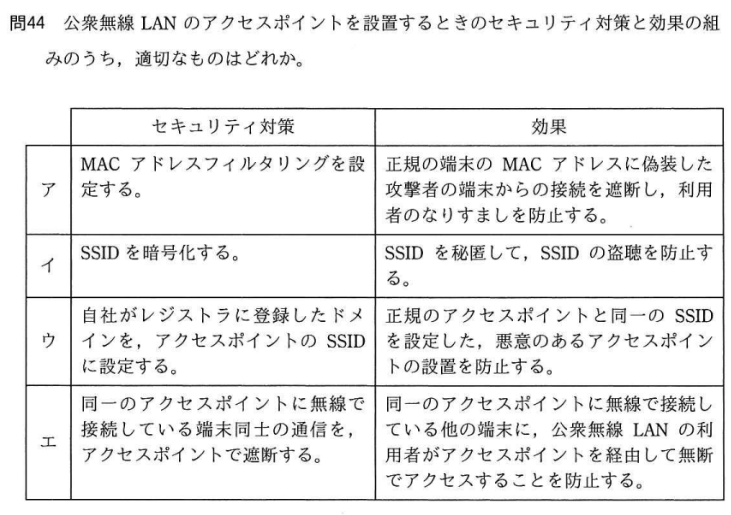 問44 公衆無線 LAN のアクセスポイントを設置するときのセキュリティ対策と効果の組
みのうち，適切なものはどれか。
セキュリティ対策
効果
ア
MAC アドレスフィルタリングを設
定する。
正規の端末の MAC アドレスに偽装した
攻撃者の端末からの接続を遮断し，利用
者のなりすましを防止する。
イ
SSID を暗号化する。
SSID を秘匿して，SSID の盗聴を防止す
る。
ウ
自社がレジストラに登録したドメ
インを，アクセスポイントの SSID
に設定する。
正規のアクセスポイントと同一の SSID
を設定した，悪意のあるアクセスポイン
トの設置を防止する。
エ
同一のアクセスポイントに無線で
接続している端末同士の通信を，
アクセスポイントで遮断する。
同一のアクセスポイントに無線で接続し
ている他の端末に，公衆無線 LAN の利
用者がアクセスポイントを経由して無断
でアクセスすることを防止する。